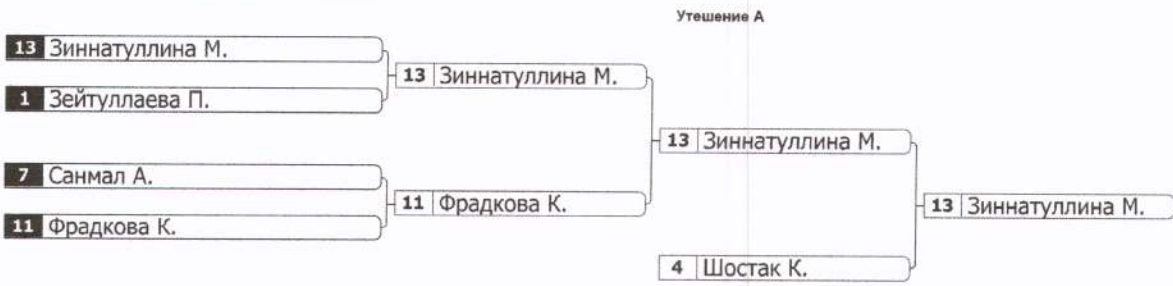 Утешение А
13 Зиннатуллина М.
1 Зейтуллаева П.
13 Зиннатуллина М.
7 Санмал А.
11 Фрадкова К.
11 Фрадкова К.
13 Зиннатуллина М.
4 Шостак К.
13 Зиннатуллина М.